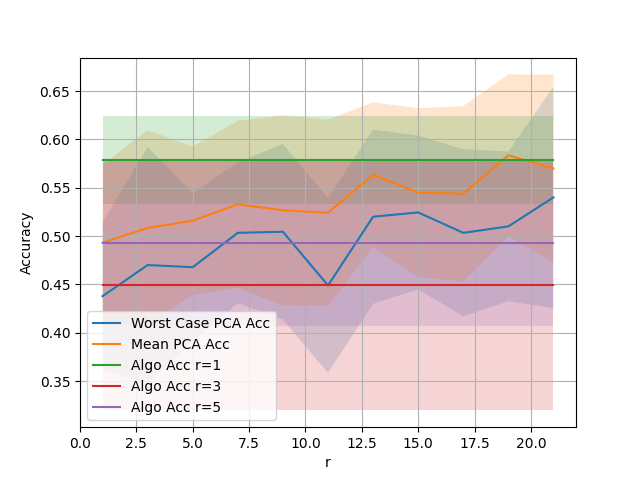 0.65
0.60
0.55
0.50
0.45
0.40
0.35
Accuracy
Worst Case PCA Acc
Mean PCA Acc
Algo Acc r=1
Algo Acc r=3
Algo Acc r=5
0.0 2.5 5.0 7.5 10.0 12.5 15.0 17.5 20.0
r